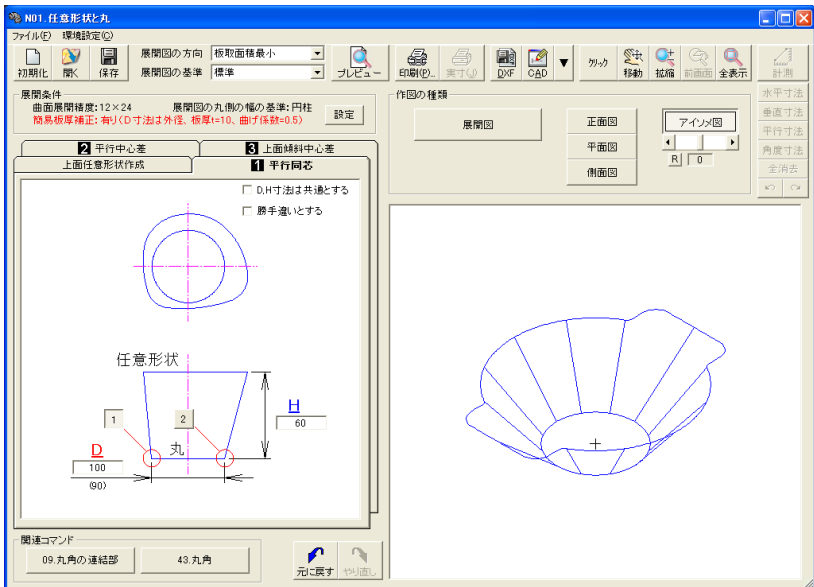 N01.任意形状と丸
ファイル(F) 環境設定(C)
初期化 開く 保存
展開図の方向 板取面積最小
展開図の基準 標準
プレビュー 印刷(P).. 実寸(J) DXF CAD ▼ クリック 移動 拡縮 前画面 全表示 計測
展開条件
曲面展開精度:12×24 展開図の丸側の幅の基準:円柱
簡易板厚補正:有り(D寸法は外径、板厚t=10、曲げ係数=0.5)
設定
2 平行中心差 3 上面傾斜中心差
上面任意形状作成 1 平行同芯
D,H寸法は共通とする
勝手違いとする
任意形状
1 2
H
60
丸
D
100
(90)
関連コマンド
09.丸角の連結部 43.丸角
元に戻す やり直し
作図の種類
展開図
正面図
平面図
側面図
アイソメ図
R 0
水平寸法
垂直寸法
平行寸法
角度寸法
全消去